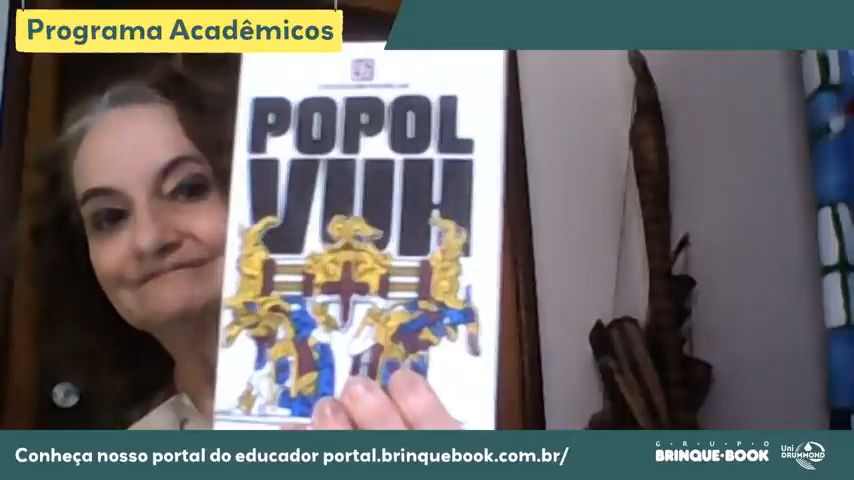 Programa Acadêmicos
POPOL
VUH
Conheça nosso portal do educador portal.brinquebook.com.br/
GRUPO
BRINQUE-BOOK
Uni
DRUMMOND